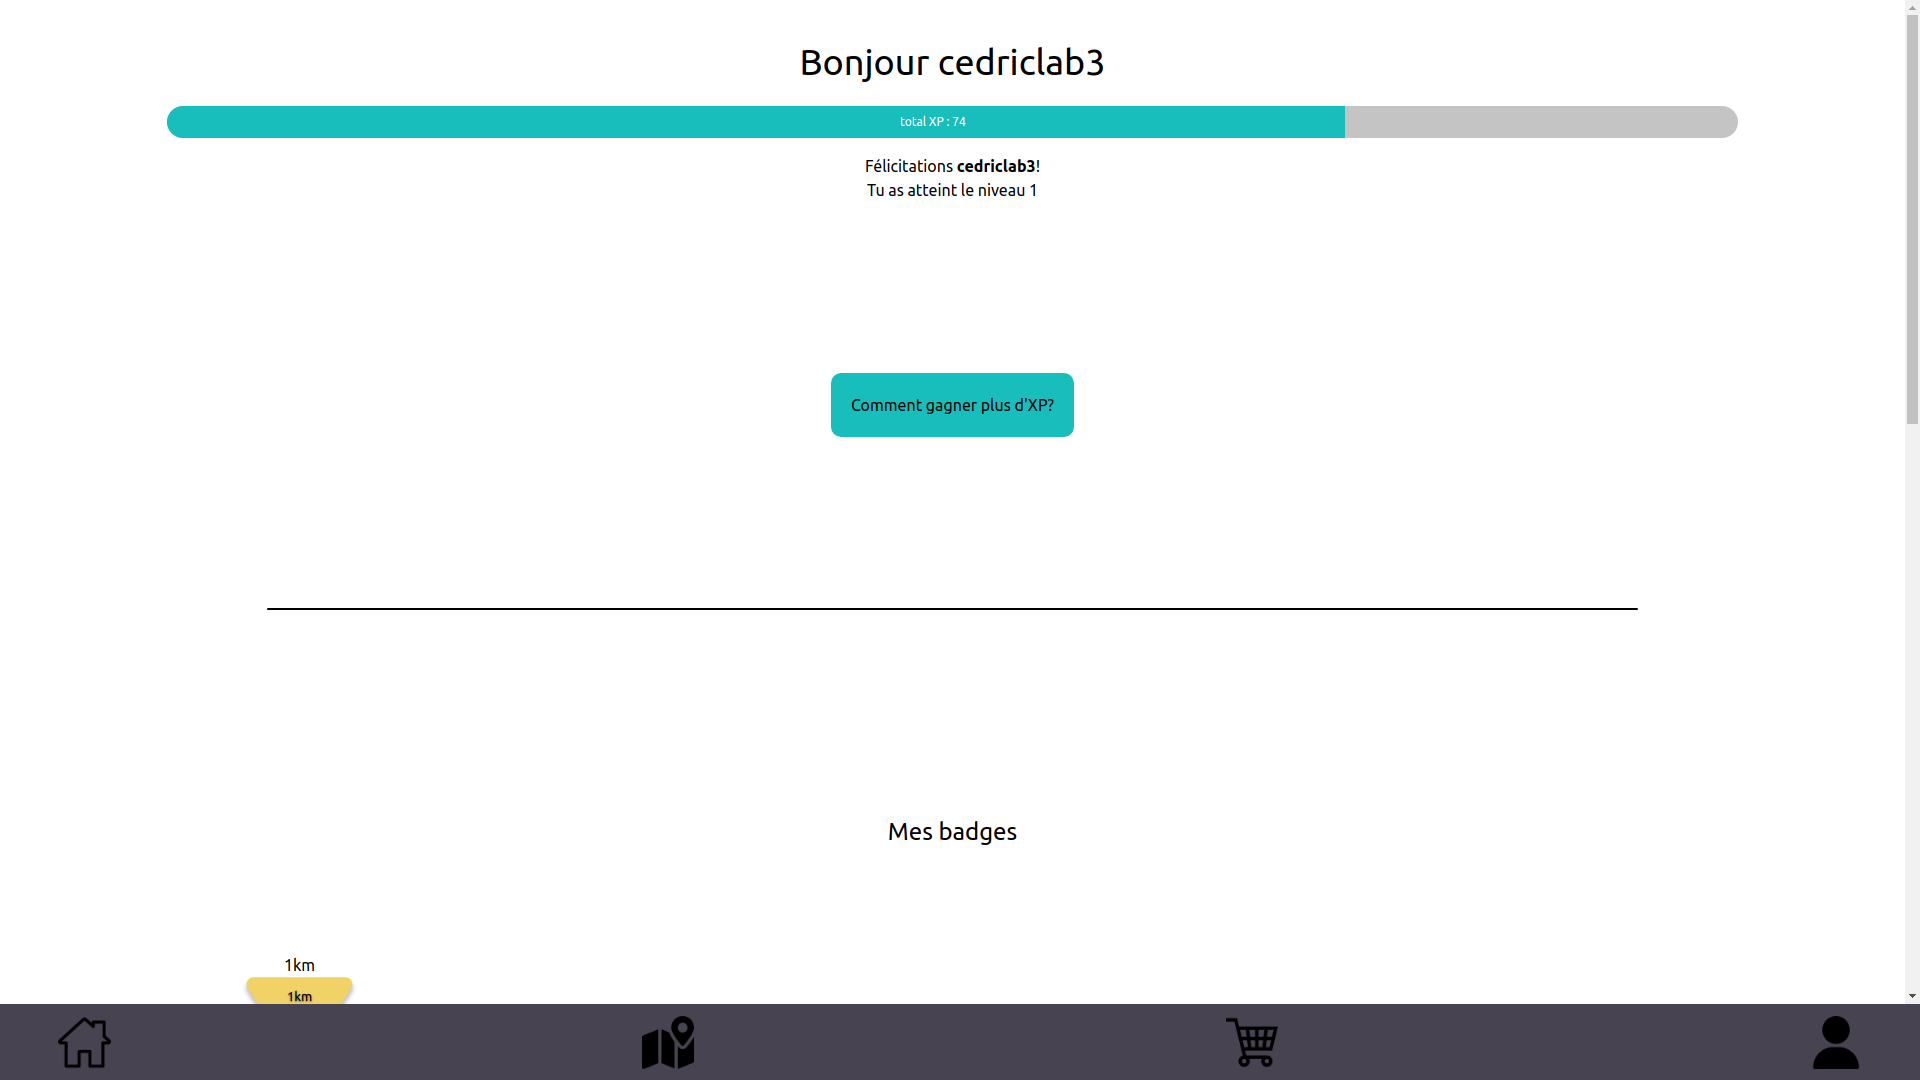 Bonjour cedriclab3
total XP : 74
Félicitations cedriclab3!
Tu as atteint le niveau 1
Comment gagner plus d'XP?
Mes badges
1km
1km